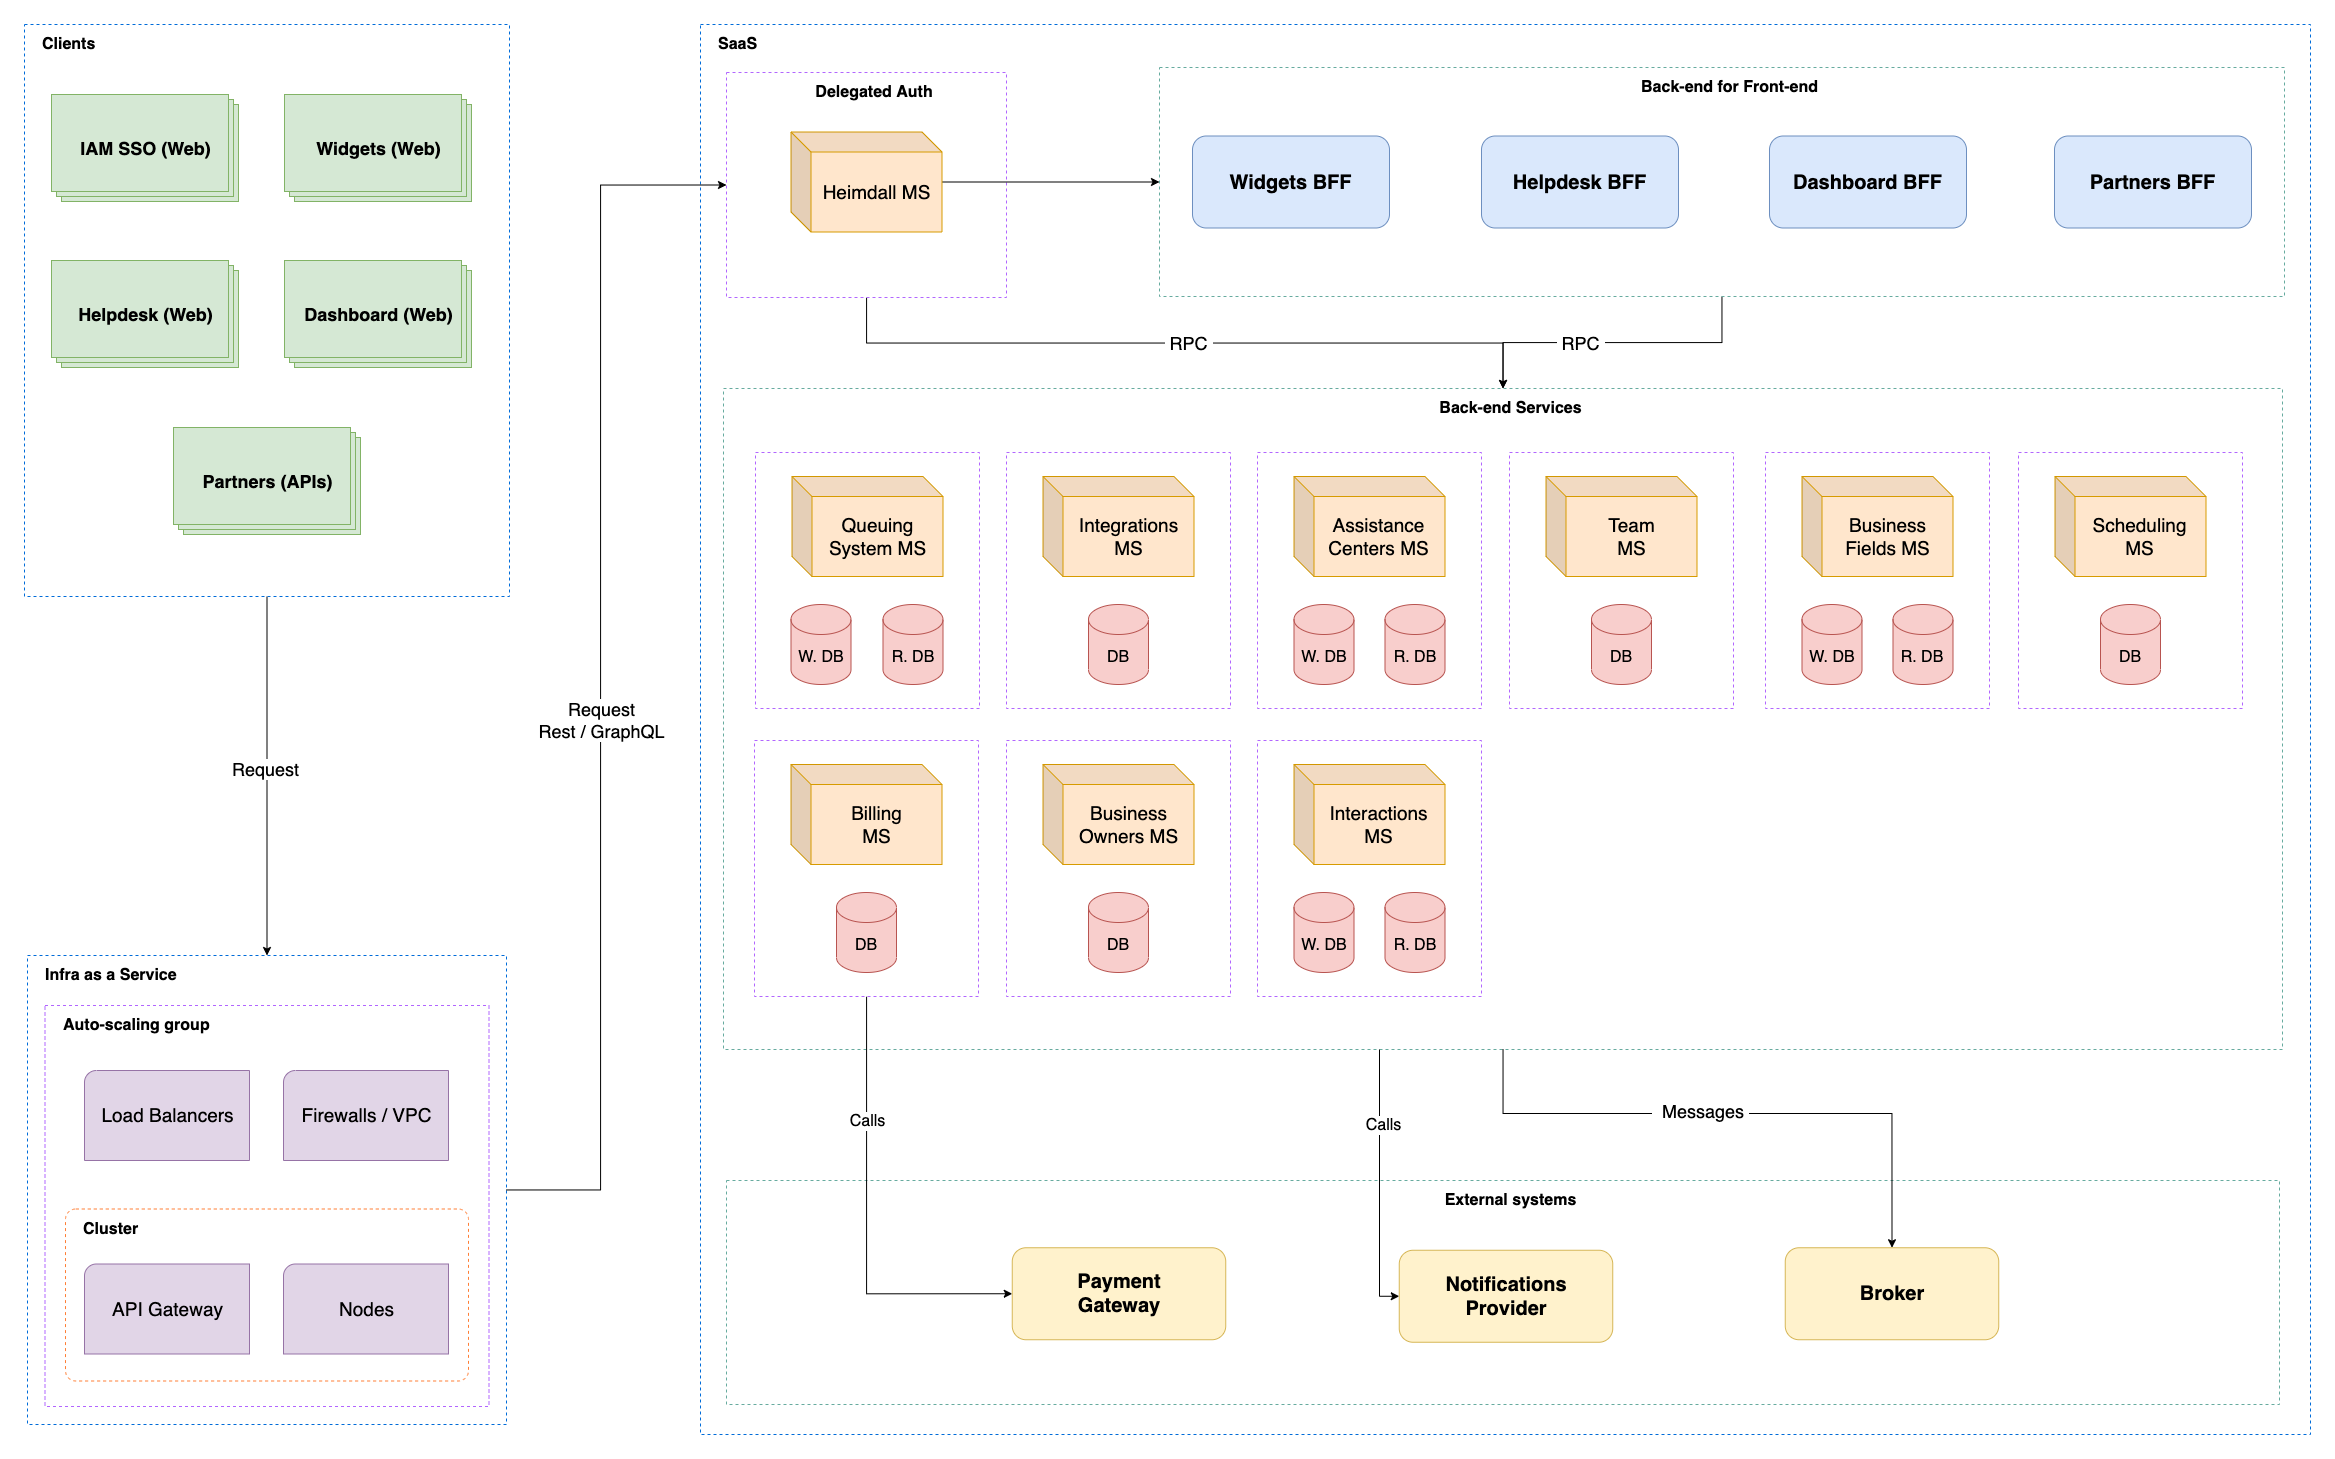 Clients
IAM SSO (Web)
Widgets (Web)
Helpdesk (Web)
Dashboard (Web)
Partners (APIs)
Request
Infra as a Service
Auto-scaling group
Load Balancers
Firewalls / VPC
Cluster
API Gateway
Nodes
Request
Rest / GraphQL
SaaS
Delegated Auth
Heimdall MS
Back-end for Front-end
Widgets BFF
Helpdesk BFF
Dashboard BFF
Partners BFF
RPC
RPC
Back-end Services
Queuing
System MS
W. DB
R. DB
Integrations
MS
DB
Assistance
Centers MS
W. DB
R. DB
Team
MS
DB
Business
Fields MS
W. DB
R. DB
Scheduling
MS
DB
Billing
MS
DB
Business
Owners MS
DB
Interactions
MS
W. DB
R. DB
Calls
Calls
Messages
External systems
Payment
Gateway
Notifications
Provider
Broker